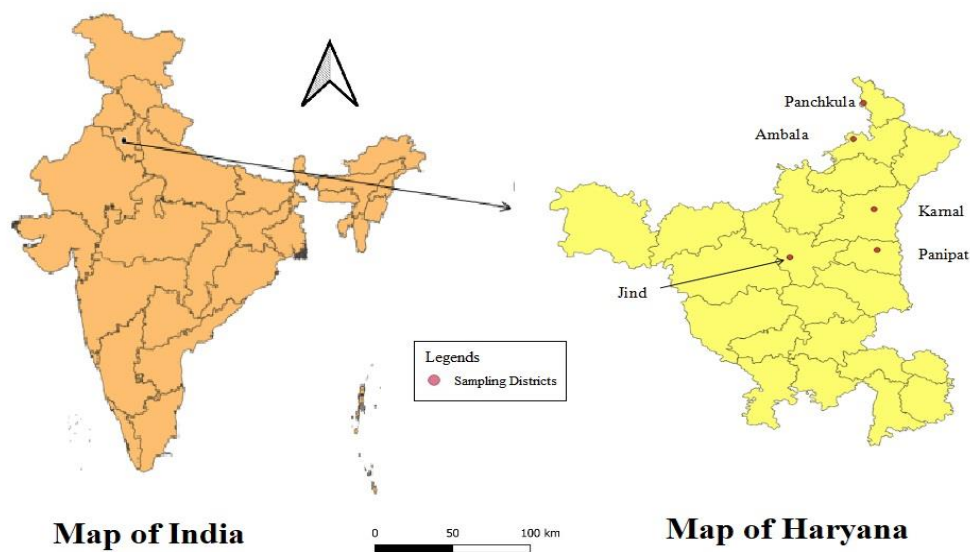 Panchkula
Ambala
Karnal
Panipat
Jind
Legends
Sampling Districts
Map of India
0 50 100 km
Map of Haryana